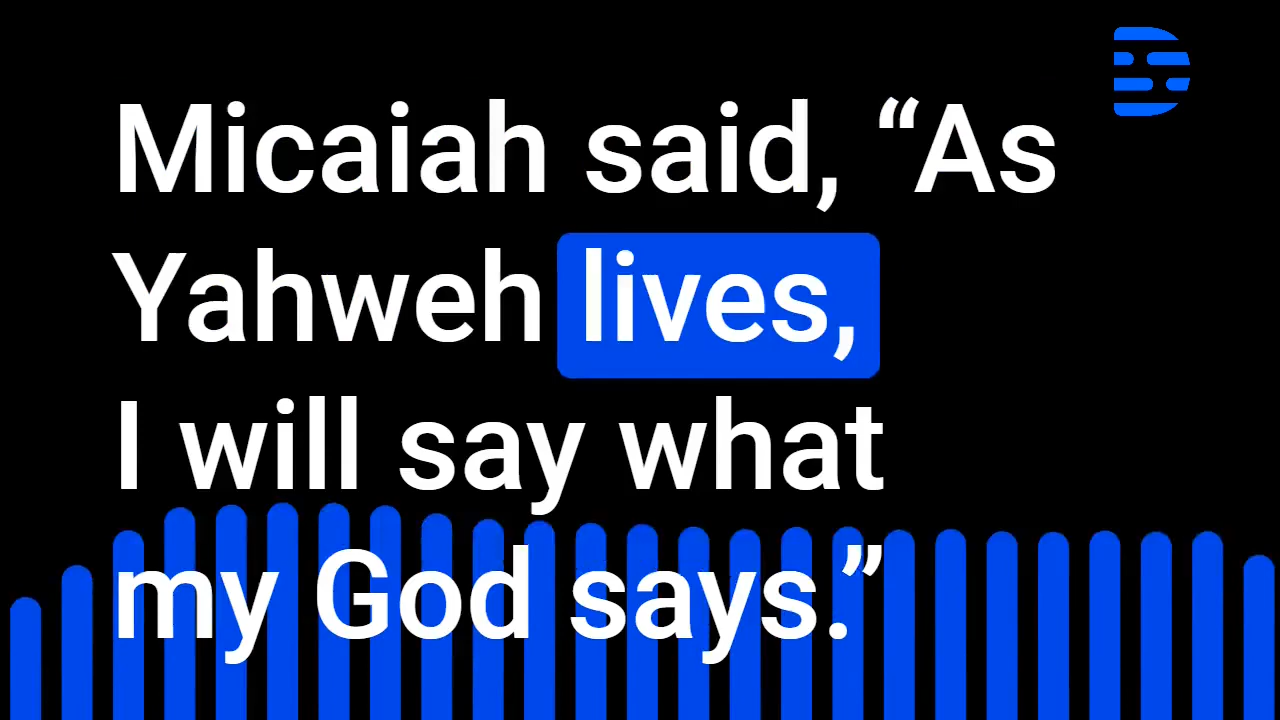 Micaiah said, “As
Yahweh lives,
I will say what
my God says.”